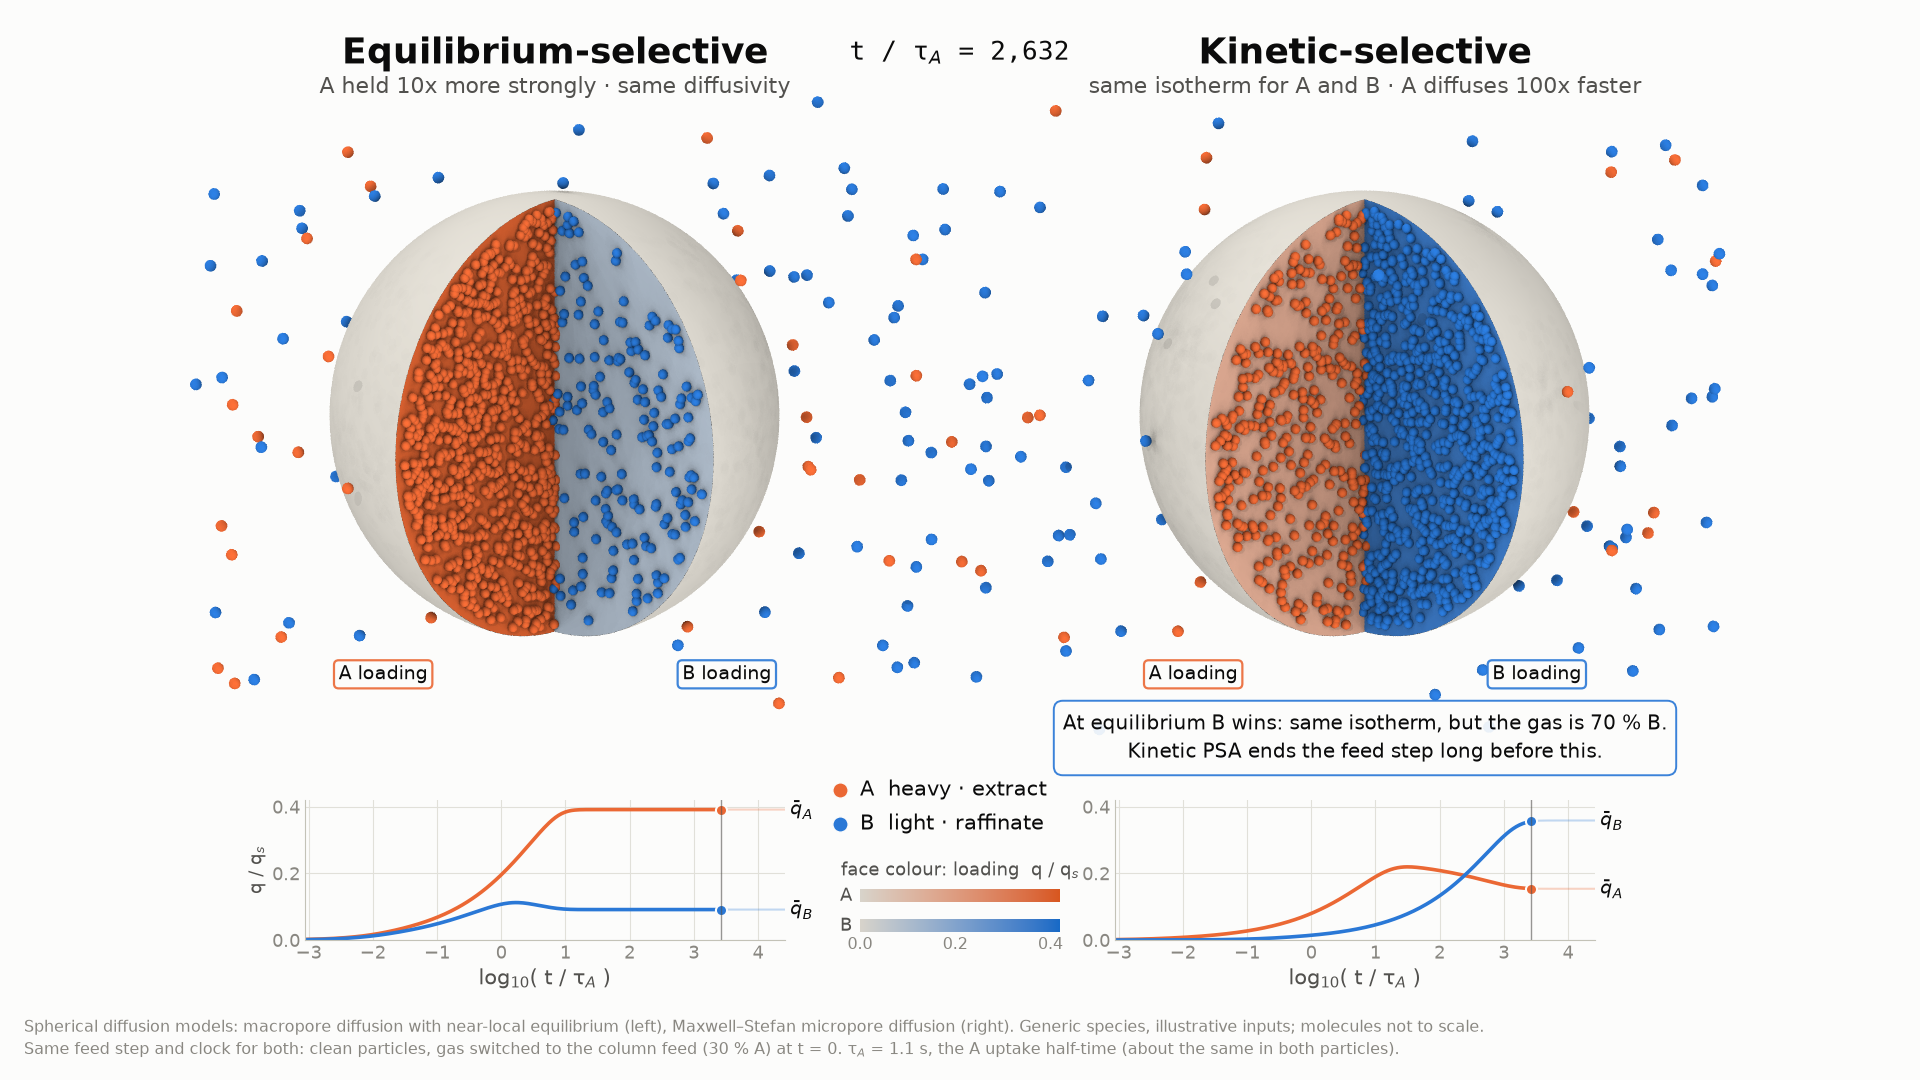 Equilibrium-selective
A held 10x more strongly · same diffusivity
t / τA = 2,632
Kinetic-selective
same isotherm for A and B · A diffuses 100x faster
A loading
B loading
A loading
B loading
At equilibrium B wins: same isotherm, but the gas is 70 % B.
Kinetic PSA ends the feed step long before this.
q / qs
0.4
0.2
0.0
−3 −2 −1 0 1 2 3 4
log10( t / τA )
q̄A
q̄B
A heavy · extract
B light · raffinate
face colour: loading q / qs
A
B
0.0 0.2 0.4
0.4
0.2
0.0
−3 −2 −1 0 1 2 3 4
log10( t / τA )
q̄B
q̄A
Spherical diffusion models: macropore diffusion with near-local equilibrium (left), Maxwell–Stefan micropore diffusion (right). Generic species, illustrative inputs; molecules not to scale.
Same feed step and clock for both: clean particles, gas switched to the column feed (30 % A) at t = 0. τA = 1.1 s, the A uptake half-time (about the same in both particles).